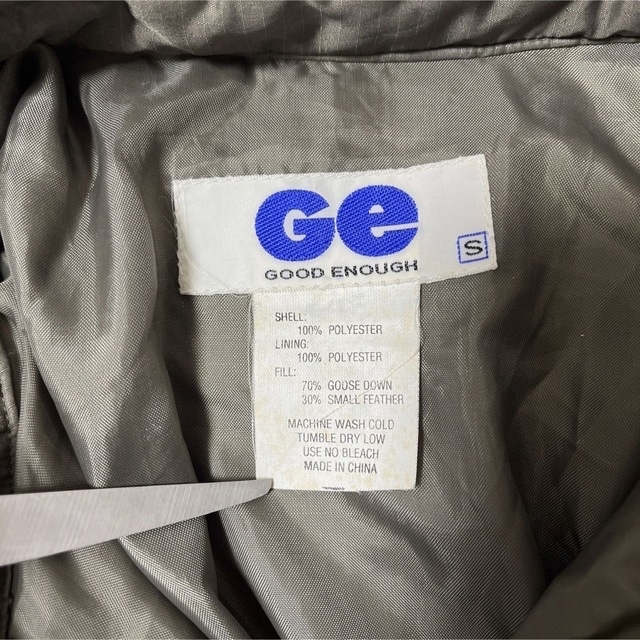 Ge
GOOD ENOUGH
S
SHELL:
100% POLYESTER
LINING:
100% POLYESTER
FILL:
70% GOOSE DOWN
30% SMALL FEATHER
MACHINE WASH COLD
TUMBLE DRY LOW
USE NO BLEACH
MADE IN CHINA